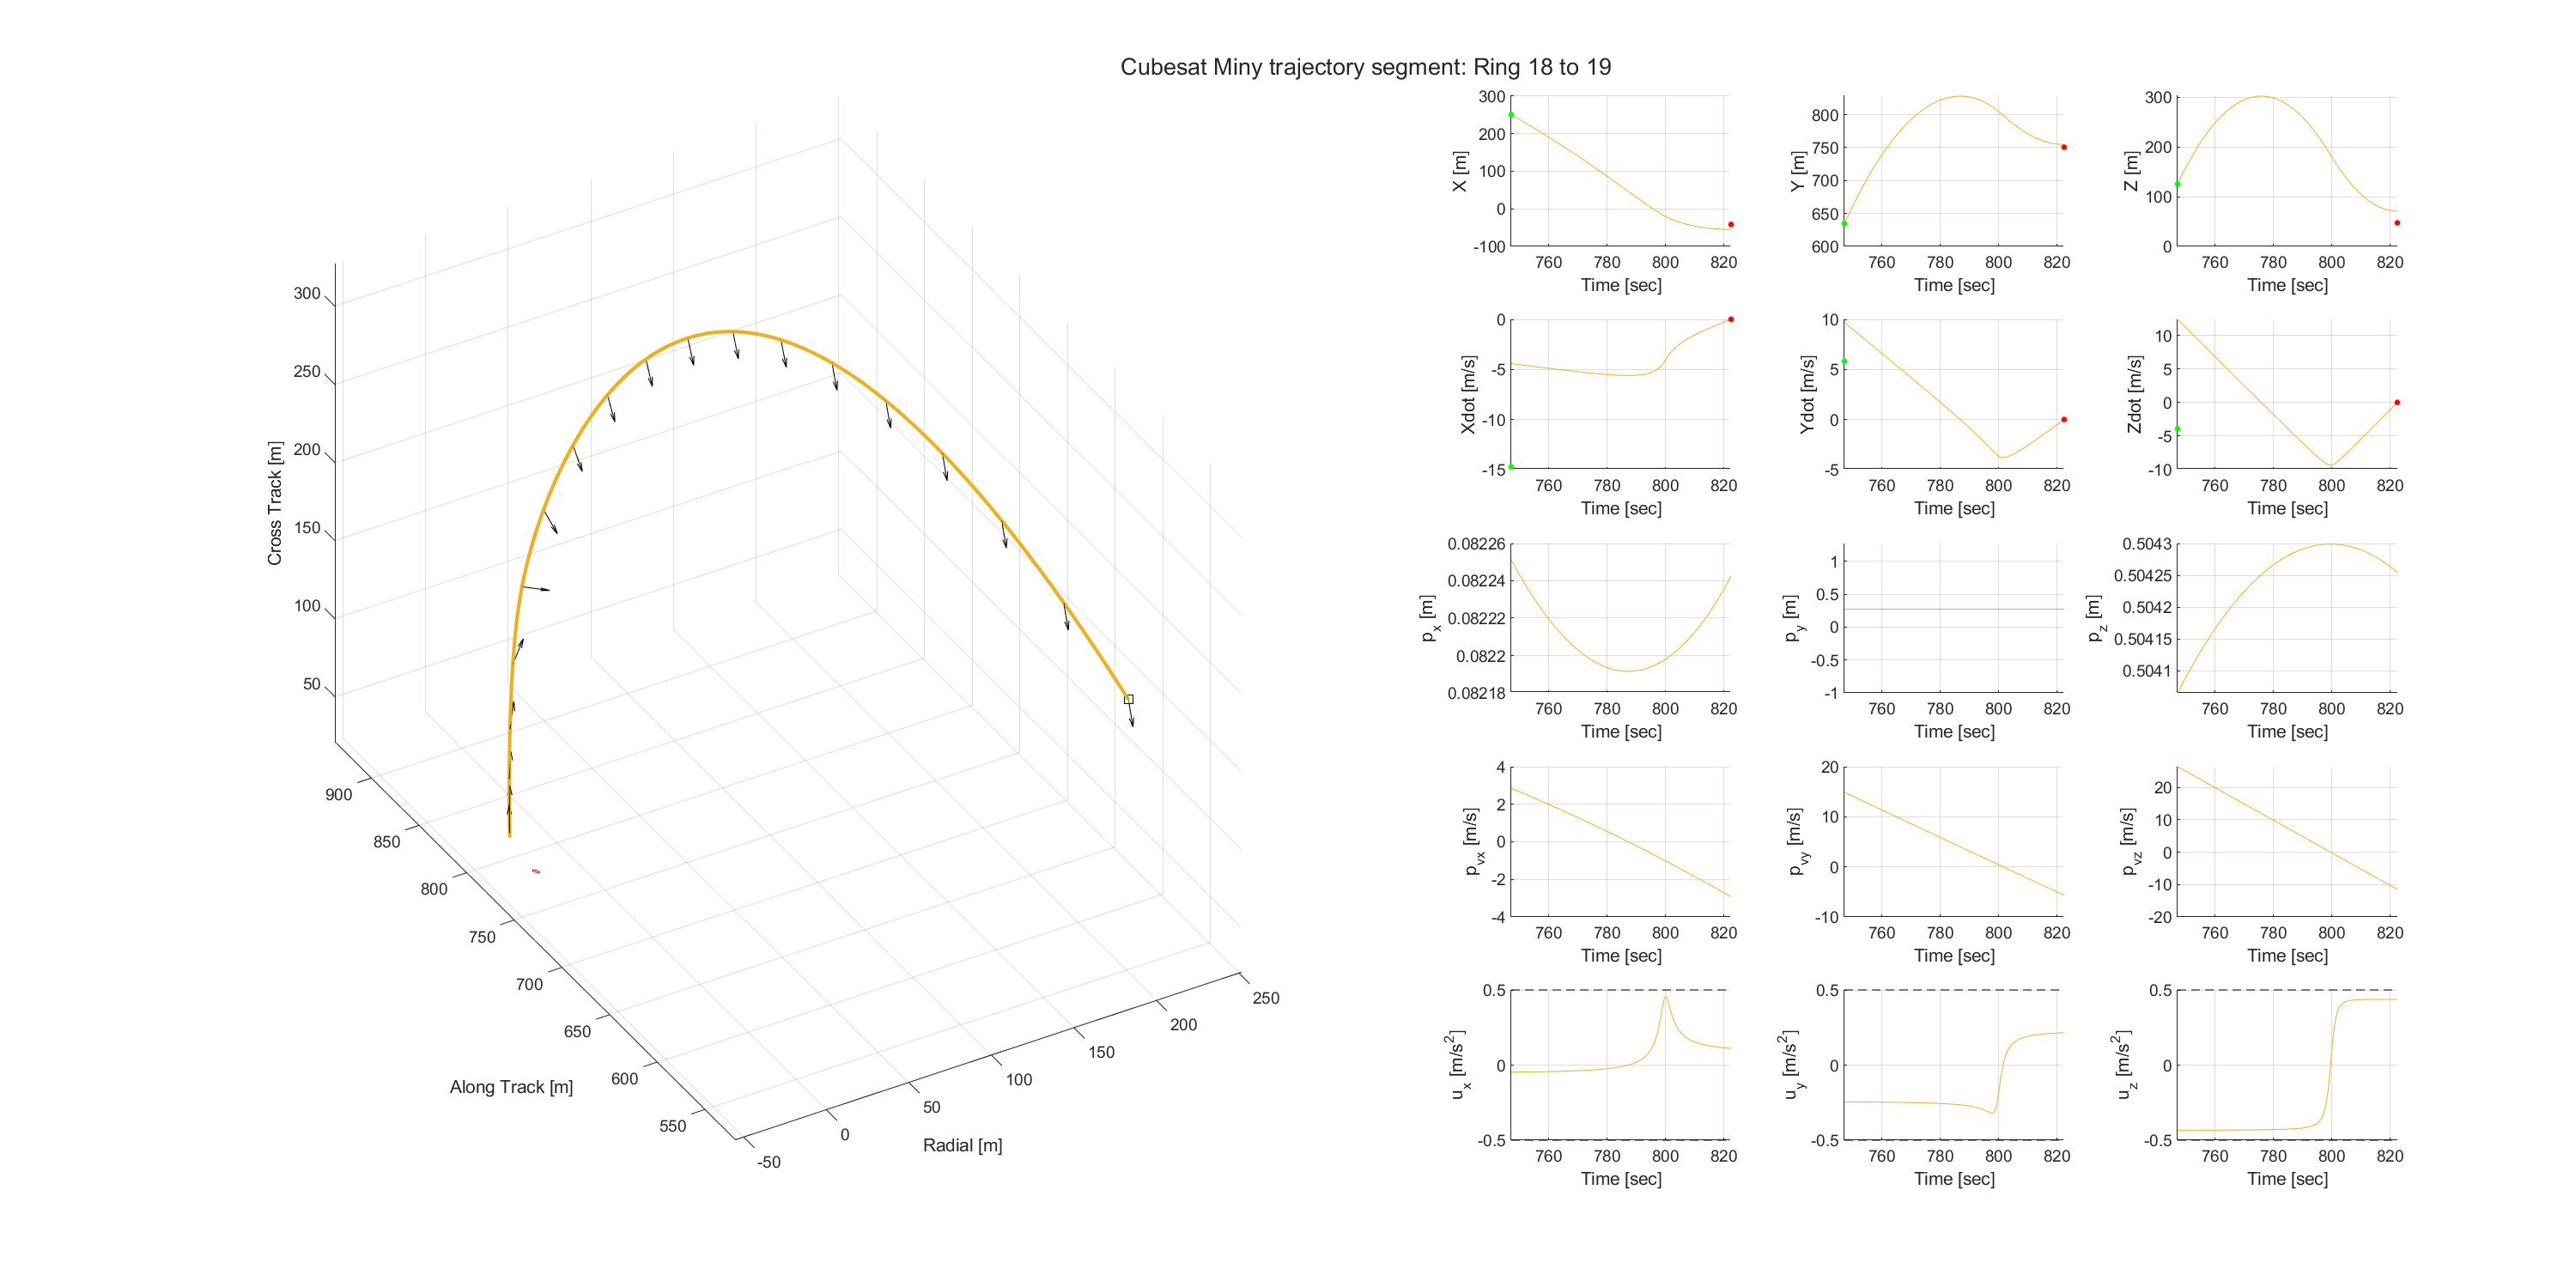 Cubesat Miny trajectory segment: Ring 18 to 19
300
250
200
150
100
50
Cross Track [m]
900
850
800
750
700
650
600
550
Along Track [m]
-50
0
50
100
150
200
250
Radial [m]
300
200
100
0
-100
X [m]
760 780 800 820
Time [sec]
800
750
700
650
600
Y [m]
760 780 800 820
Time [sec]
300
200
100
0
Z [m]
760 780 800 820
Time [sec]
0
-5
-10
-15
Xdot [m/s]
760 780 800 820
Time [sec]
10
5
0
-5
Ydot [m/s]
760 780 800 820
Time [sec]
10
5
0
-5
-10
Zdot [m/s]
760 780 800 820
Time [sec]
0.08226
0.08224
0.08222
0.0822
0.08218
p_x [m]
760 780 800 820
Time [sec]
1
0.5
0
-0.5
-1
p_y [m]
760 780 800 820
Time [sec]
0.5043
0.50425
0.5042
0.50415
0.5041
p_z [m]
760 780 800 820
Time [sec]
4
2
0
-2
-4
p_vx [m/s]
760 780 800 820
Time [sec]
20
10
0
-10
p_vy [m/s]
760 780 800 820
Time [sec]
20
10
0
-10
-20
p_vz [m/s]
760 780 800 820
Time [sec]
0.5
0
-0.5
u_x [m/s^2]
760 780 800 820
Time [sec]
0.5
0
-0.5
u_y [m/s^2]
760 780 800 820
Time [sec]
0.5
0
-0.5
u_z [m/s^2]
760 780 800 820
Time [sec]